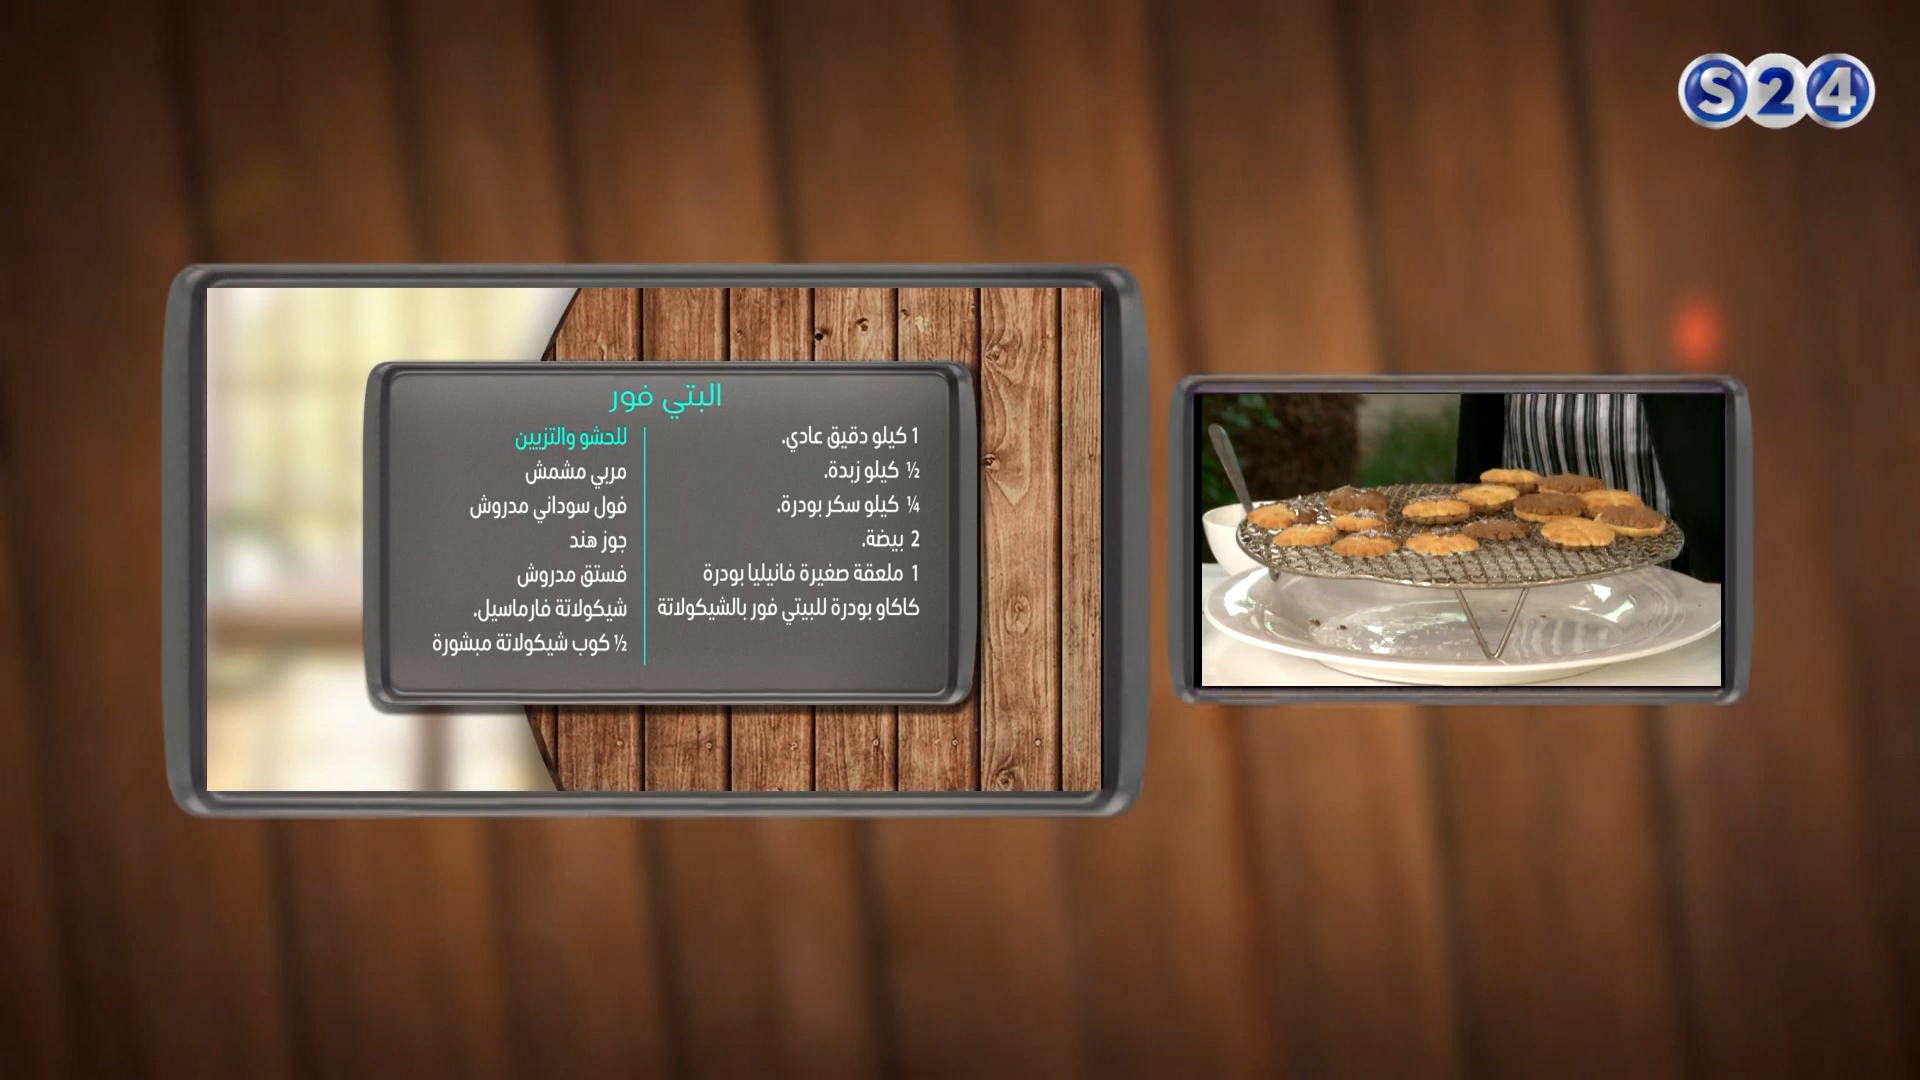 S24
البتي فور
1 كيلو دقيق عادي.
½ كيلو زبدة.
¼ كيلو سكر بودرة.
2 بيضة.
1 ملعقة صغيرة فانيليا بودرة
كاكاو بودرة للبيتي فور بالشيكولاتة
للحشو والتزيين
مربي مشمش
فول سوداني مدروش
جوز هند
فستق مدروش
شيكولاتة فارماسيل.
½ كوب شيكولاتة مبشورة